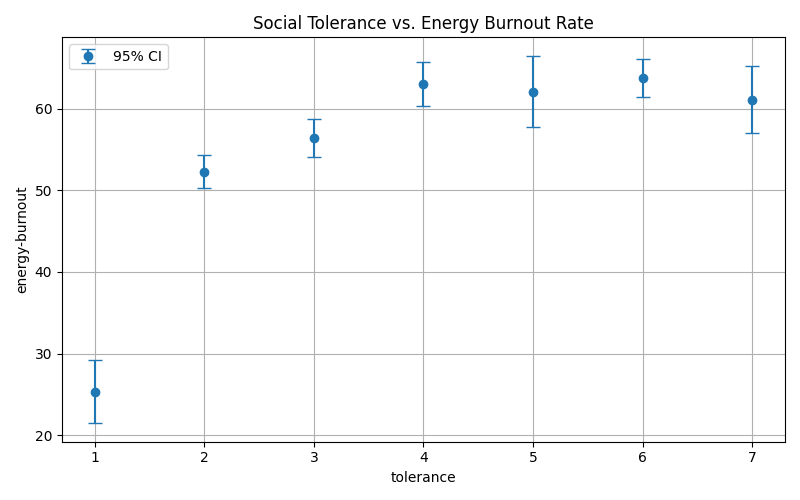 Social Tolerance vs. Energy Burnout Rate
95% CI
energy-burnout
60
50
40
30
20
1 2 3 4 5 6 7
tolerance